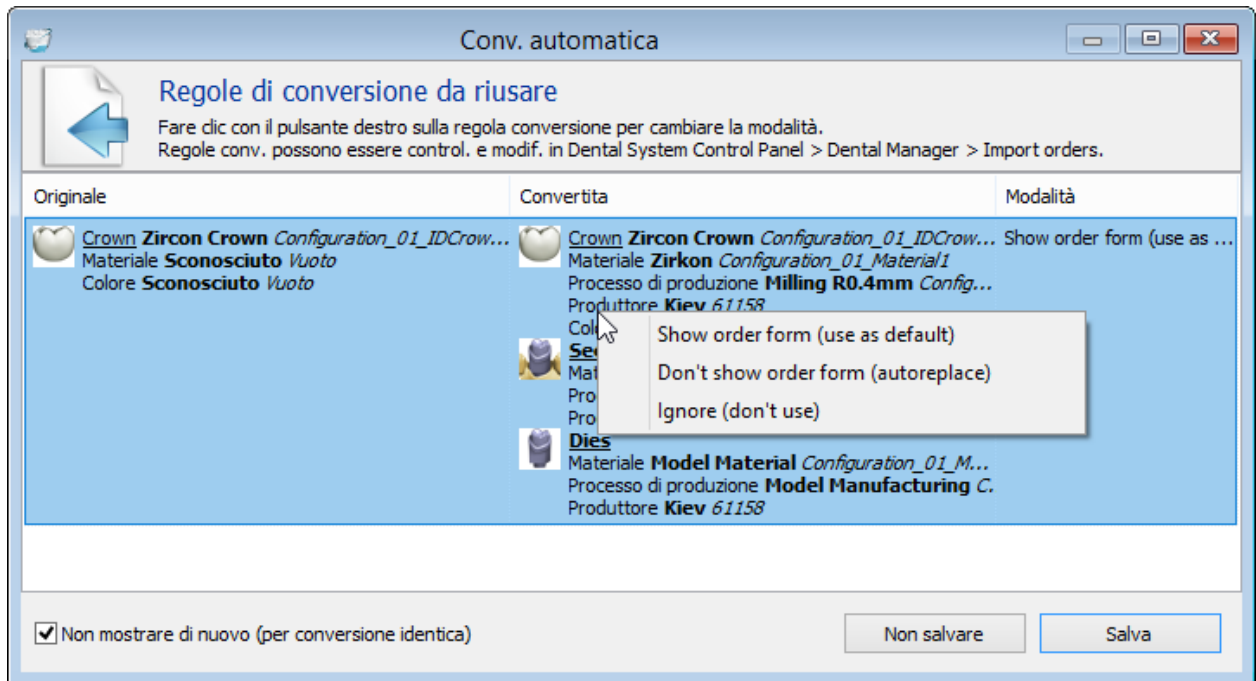 Conv. automatica
Regole di conversione da riusare
Fare clic con il pulsante destro sulla regola conversione per cambiare la modalità.
Regole conv. possono essere control. e modif. in Dental System Control Panel > Dental Manager > Import orders.
Originale Convertita Modalità
Crown Zircon Crown Configuration_01_IDCrow...
Materiale Sconosciuto Vuoto
Colore Sconosciuto Vuoto
Crown Zircon Crown Configuration_01_IDCrow...
Materiale Zirkon Configuration_01_Material1
Processo di produzione Milling R0.4mm Config...
Produttore Kiev 61158
Col
Sec
Mat
Pro
Pro
Dies
Materiale Model Material Configuration_01_M...
Processo di produzione Model Manufacturing C.
Produttore Kiev 61158
Show order form (use as ...
Show order form (use as default)
Don't show order form (autoreplace)
Ignore (don't use)
Non mostrare di nuovo (per conversione identica)
Non salvare
Salva